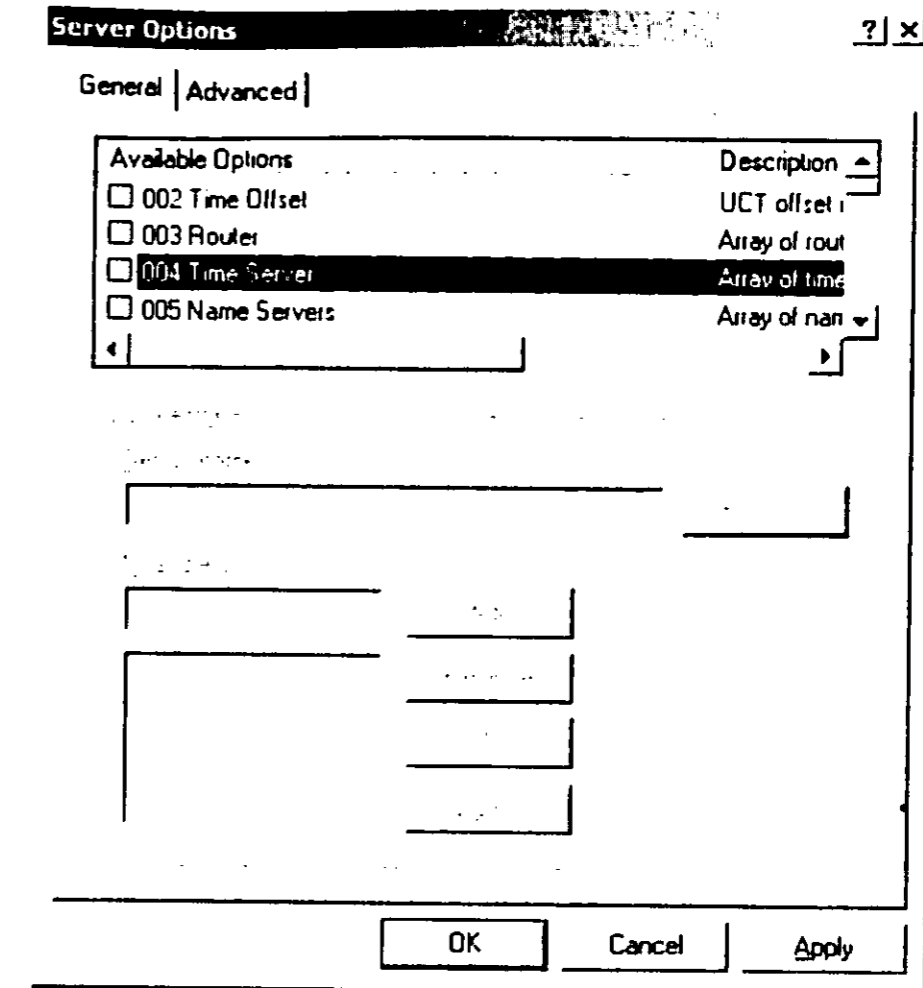 Server Options ? ×
General Advanced
Available Options Description
002 Time Offset UCT offset
003 Router Array of rout
004 Time Server Array of time
005 Name Servers Array of nam
OK Cancel Apply